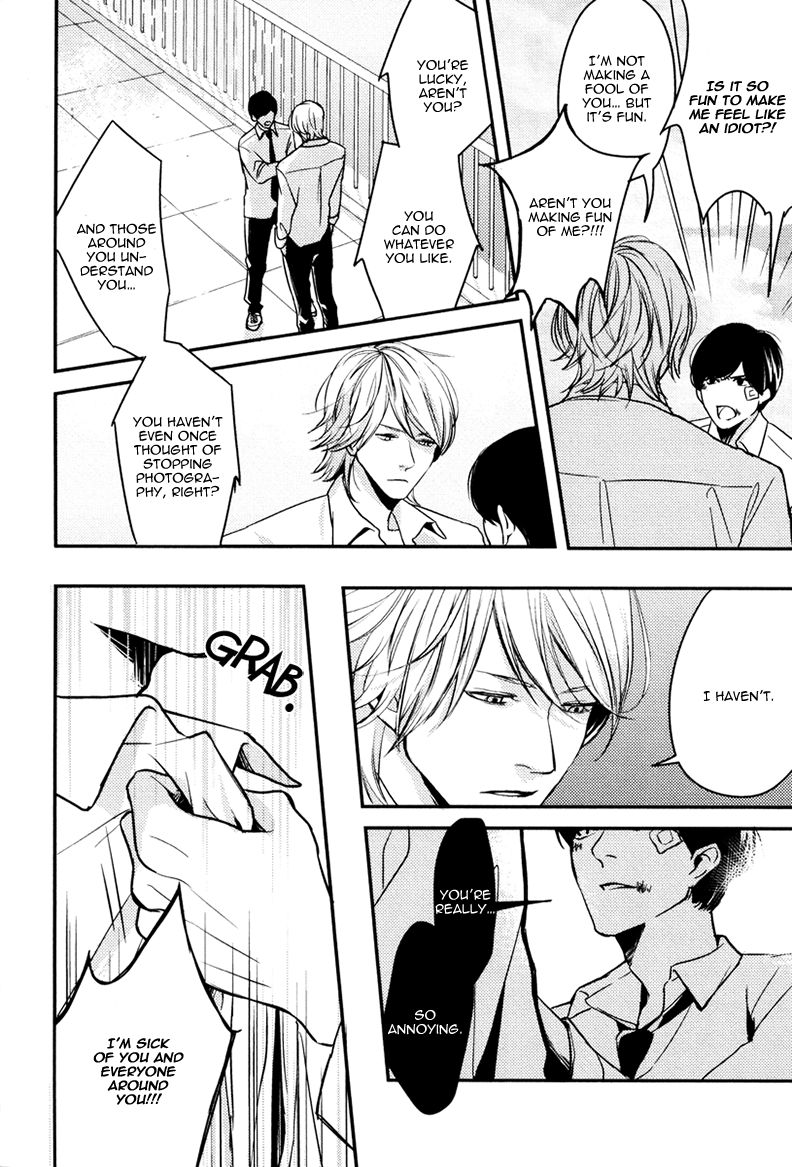 IS IT SO
FUN TO MAKE
ME FEEL LIKE
AN IDIOT?!
I'M NOT
MAKING A
FOOL OF
YOU... BUT
IT'S FUN.
AREN'T YOU
MAKING FUN
OF ME?!!!
YOU'RE
LUCKY,
AREN'T
YOU?
YOU
CAN DO
WHATEVER
YOU LIKE.
AND THOSE
AROUND
YOU UN-
DERSTAND
YOU...
YOU HAVEN'T
EVEN ONCE
THOUGHT OF
STOPPING
PHOTOGRA-
PHY, RIGHT?
I HAVEN'T.
YOU'RE
REALLY...
SO
ANNOYING.
GRAB.
I'M SICK
OF YOU AND
EVERYONE
AROUND
YOU!!!